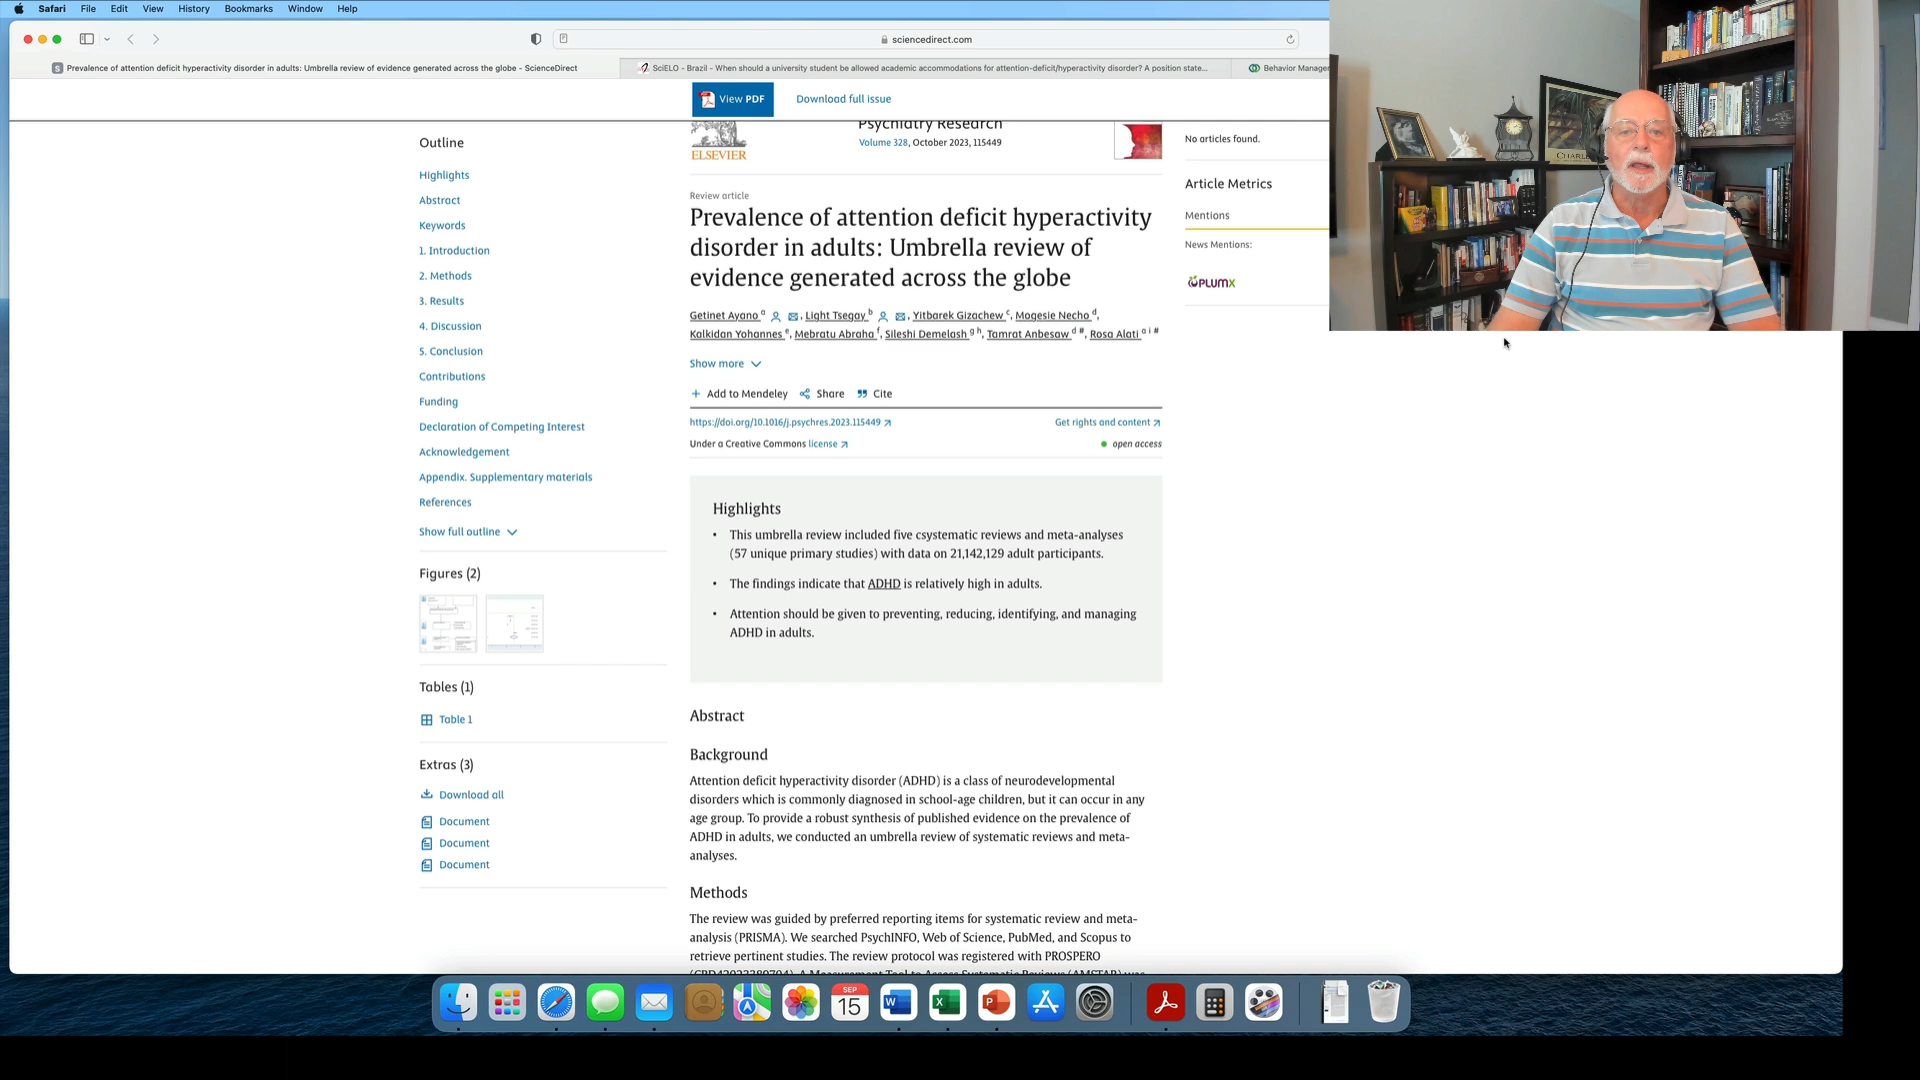 Safari File Edit View History Bookmarks Window Help
sciencedirect.com
S Prevalence of attention deficit hyperactivity disorder in adults: Umbrella review of evidence generated across the globe - ScienceDirect
SciELO - Brazil - When should a university student be allowed academic accommodations for attention-deficit/hyperactivity disorder? A position state...
Behavior Manager
View PDF
Download full issue
Outline
Highlights
Abstract
Keywords
1. Introduction
2. Methods
3. Results
4. Discussion
5. Conclusion
Contributions
Funding
Declaration of Competing Interest
Acknowledgement
Appendix. Supplementary materials
References
Show full outline
Figures (2)
Tables (1)
Table 1
Extras (3)
Download all
Document
Document
Document
ELSEVIER
Psychiatry Research
Volume 328, October 2023, 115449
Review article
Prevalence of attention deficit hyperactivity
disorder in adults: Umbrella review of
evidence generated across the globe
Getinet Ayano a, Light Tsegay b, Yitbarek Gizachew c, Mogesie Necho d,
Kalkidan Yohannes e, Mebratu Abraha f, Sileshi Demelash g h, Tamrat Anbesaw d #, Rosa Alati a i #
Show more
+ Add to Mendeley Share Cite
https://doi.org/10.1016/j.psychres.2023.115449
Get rights and content
Under a Creative Commons license
open access
Highlights
• This umbrella review included five csystematic reviews and meta-analyses
(57 unique primary studies) with data on 21,142,129 adult participants.
• The findings indicate that ADHD is relatively high in adults.
• Attention should be given to preventing, reducing, identifying, and managing
ADHD in adults.
Abstract
Background
Attention deficit hyperactivity disorder (ADHD) is a class of neurodevelopmental
disorders which is commonly diagnosed in school-age children, but it can occur in any
age group. To provide a robust synthesis of published evidence on the prevalence of
ADHD in adults, we conducted an umbrella review of systematic reviews and meta-
analyses.
Methods
The review was guided by preferred reporting items for systematic review and meta-
analysis (PRISMA). We searched PsychINFO, Web of Science, PubMed, and Scopus to
retrieve pertinent studies. The review protocol was registered with PROSPERO
No articles found.
Article Metrics
Mentions
News Mentions:
PLUMX
CHARLE
SEP
15